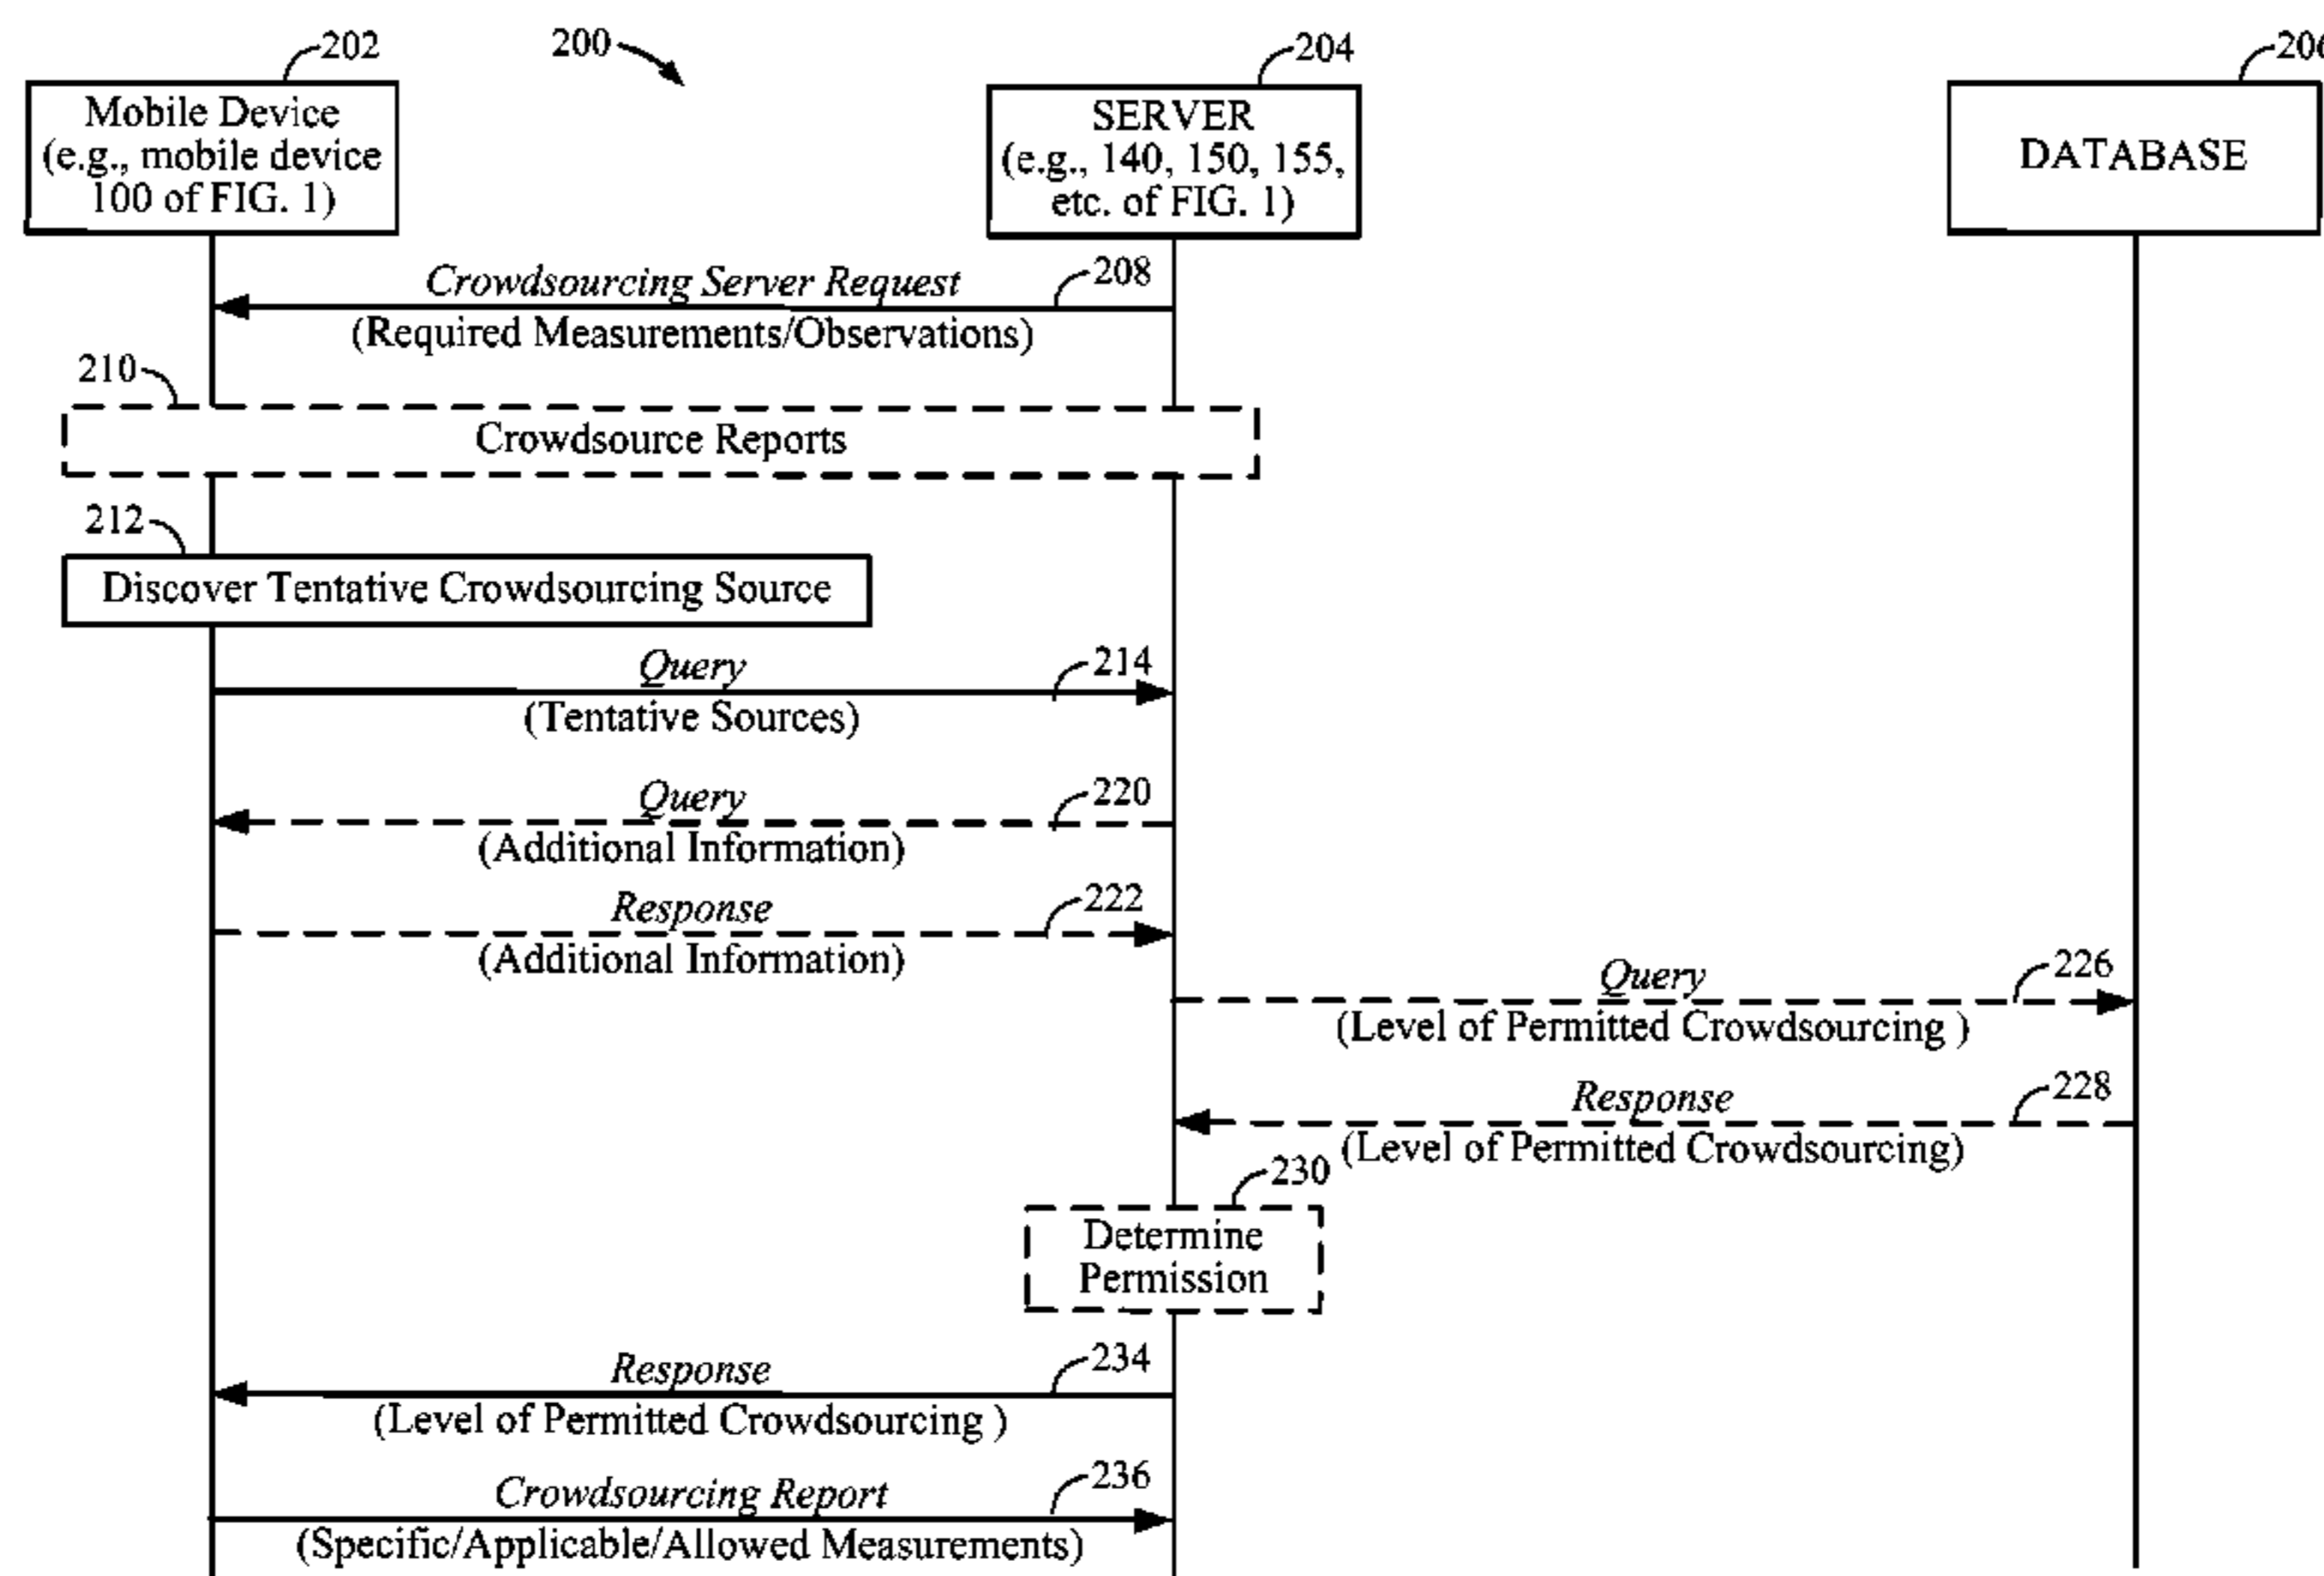 202
200
204
206
Mobile Device
(e.g., mobile device
100 of FIG. 1)
SERVER
(e.g., 140, 150, 155,
etc. of FIG. 1)
DATABASE
Crowdsourcing Server Request
208
(Required Measurements/Observations)
210
Crowdsource Reports
212
Discover Tentative Crowdsourcing Source
Query
214
(Tentative Sources)
Query
220
(Additional Information)
Response
222
(Additional Information)
Query
226
(Level of Permitted Crowdsourcing )
Response
228
(Level of Permitted Crowdsourcing)
230
Determine
Permission
Response
234
(Level of Permitted Crowdsourcing )
Crowdsourcing Report
236
(Specific/Applicable/Allowed Measurements)